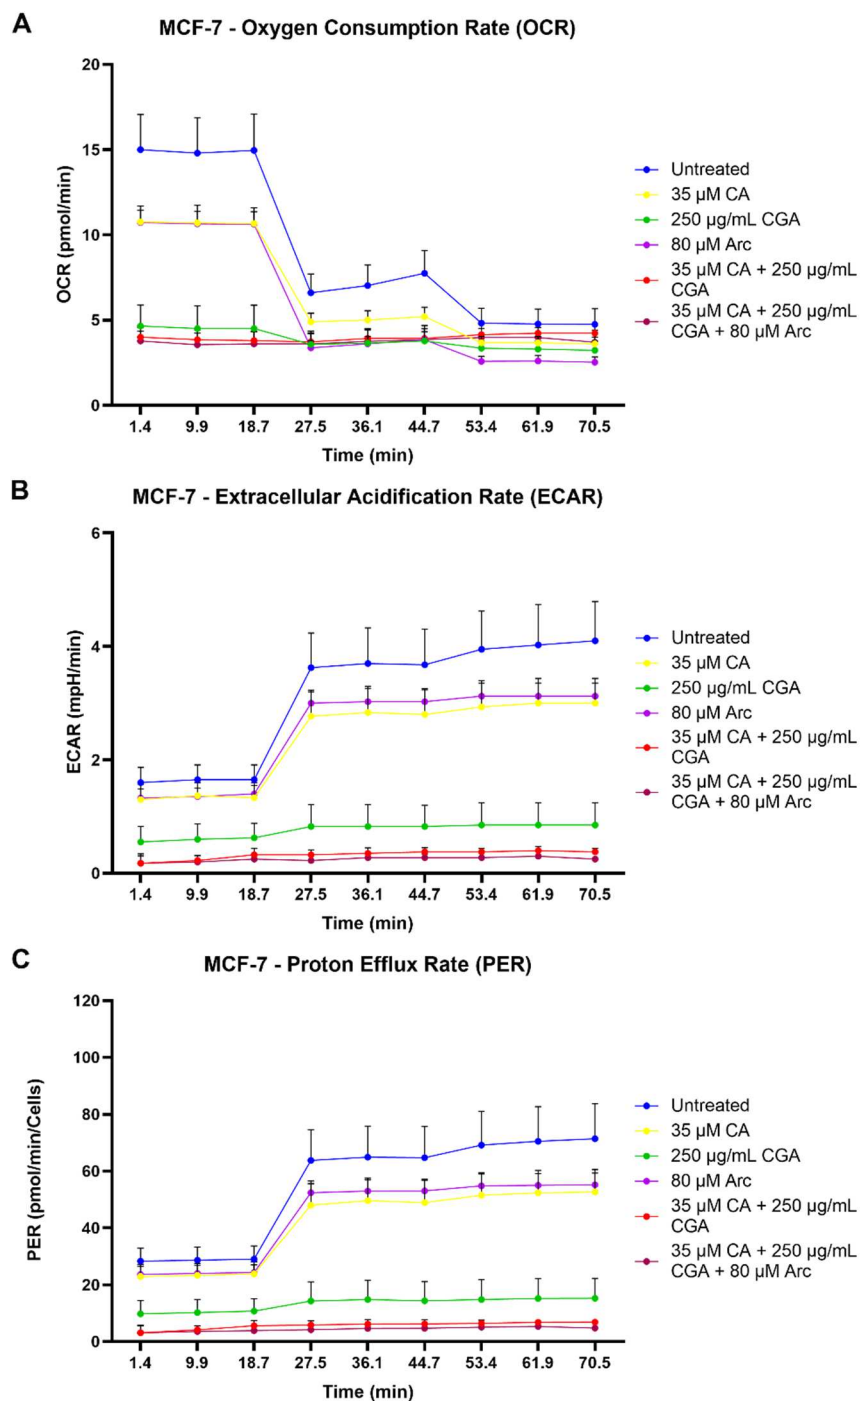 A
MCF-7 - Oxygen Consumption Rate (OCR)
20
15
10
5
0
OCR (pmol/min)
1.4 9.9 18.7 27.5 36.1 44.7 53.4 61.9 70.5
Time (min)
Untreated
35 µM CA
250 µg/mL CGA
80 µM Arc
35 µM CA + 250 µg/mL
CGA
35 µM CA + 250 µg/mL
CGA + 80 µM Arc
B
MCF-7 - Extracellular Acidification Rate (ECAR)
6
4
2
0
ECAR (mpH/min)
1.4 9.9 18.7 27.5 36.1 44.7 53.4 61.9 70.5
Time (min)
Untreated
35 µM CA
250 µg/mL CGA
80 µM Arc
35 µM CA + 250 µg/mL
CGA
35 µM CA + 250 µg/mL
CGA + 80 µM Arc
C
MCF-7 - Proton Efflux Rate (PER)
120
100
80
60
40
20
0
PER (pmol/min/Cells)
1.4 9.9 18.7 27.5 36.1 44.7 53.4 61.9 70.5
Time (min)
Untreated
35 µM CA
250 µg/mL CGA
80 µM Arc
35 µM CA + 250 µg/mL
CGA
35 µM CA + 250 µg/mL
CGA + 80 µM Arc